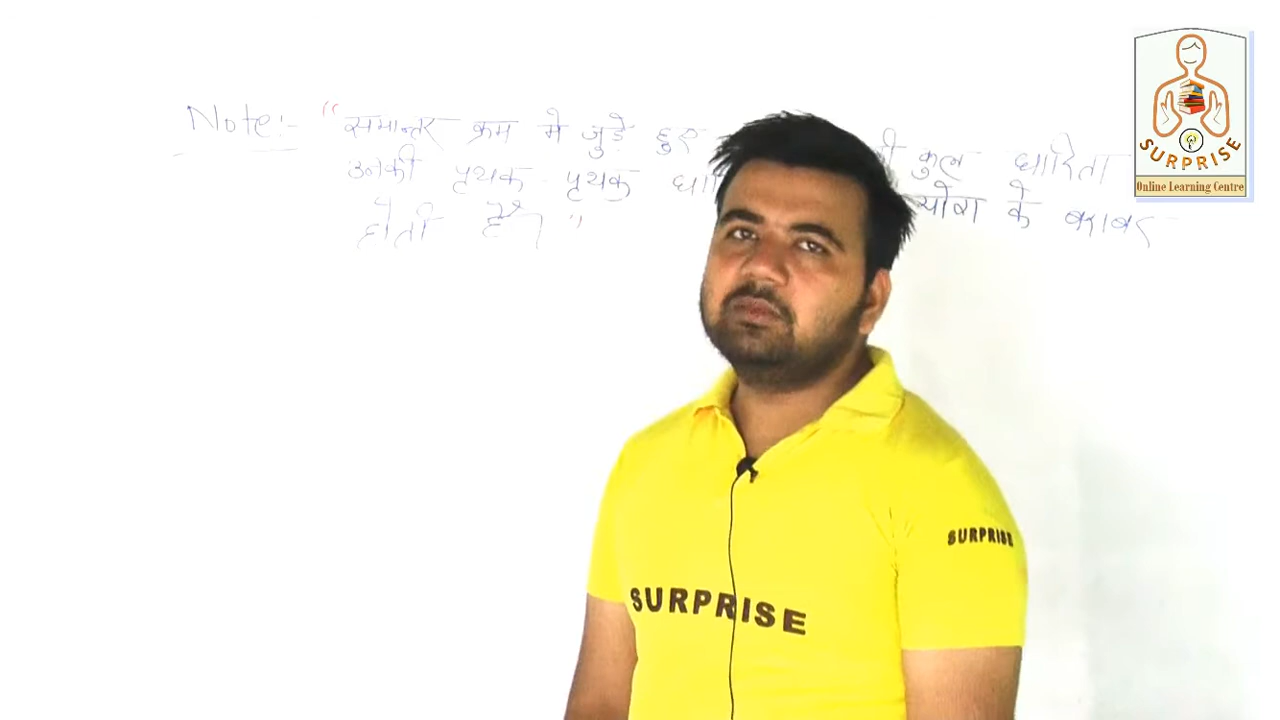 Note:- "समान्तर क्रम मे जुड़े हुए कुल धारिता
उनकी पृथक - पृथक के बराबर
होती है। "
SURPRISE
Online Learning Centre
SURPRISE
SURPRISE